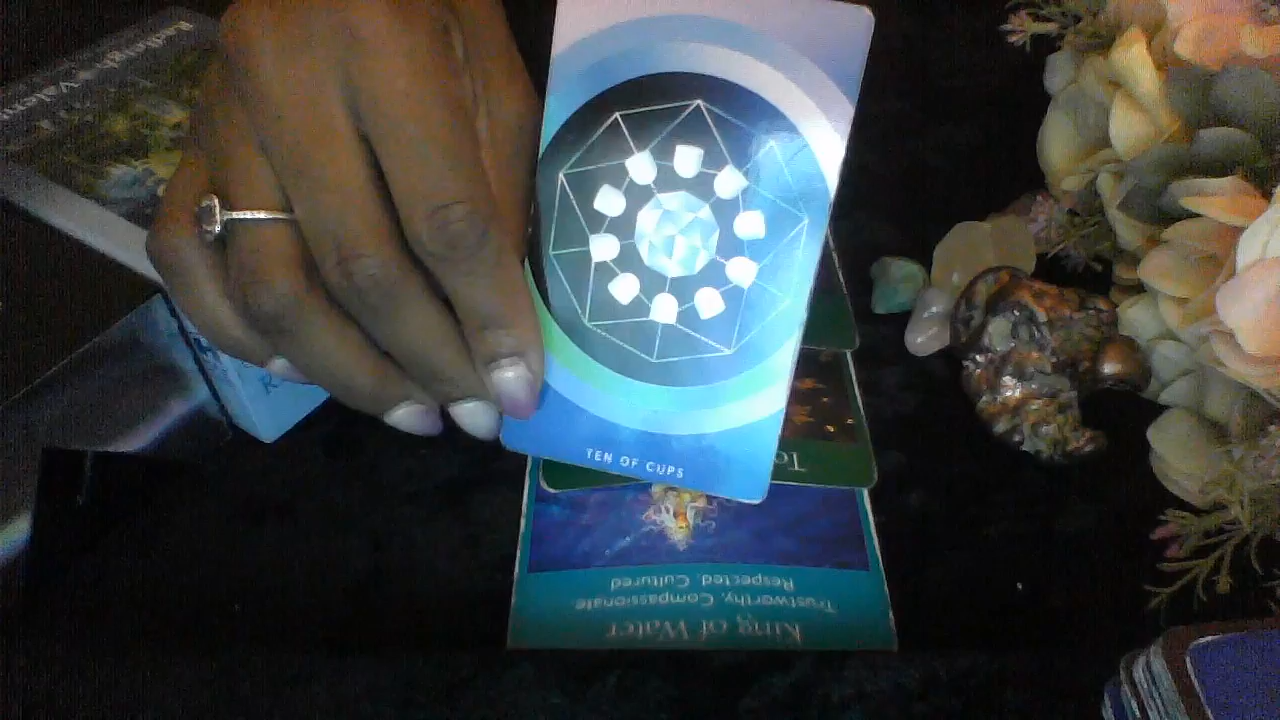 TEN OF CUPS
King of Water
Trustworthy, Compassionate,
Respected, Cultured